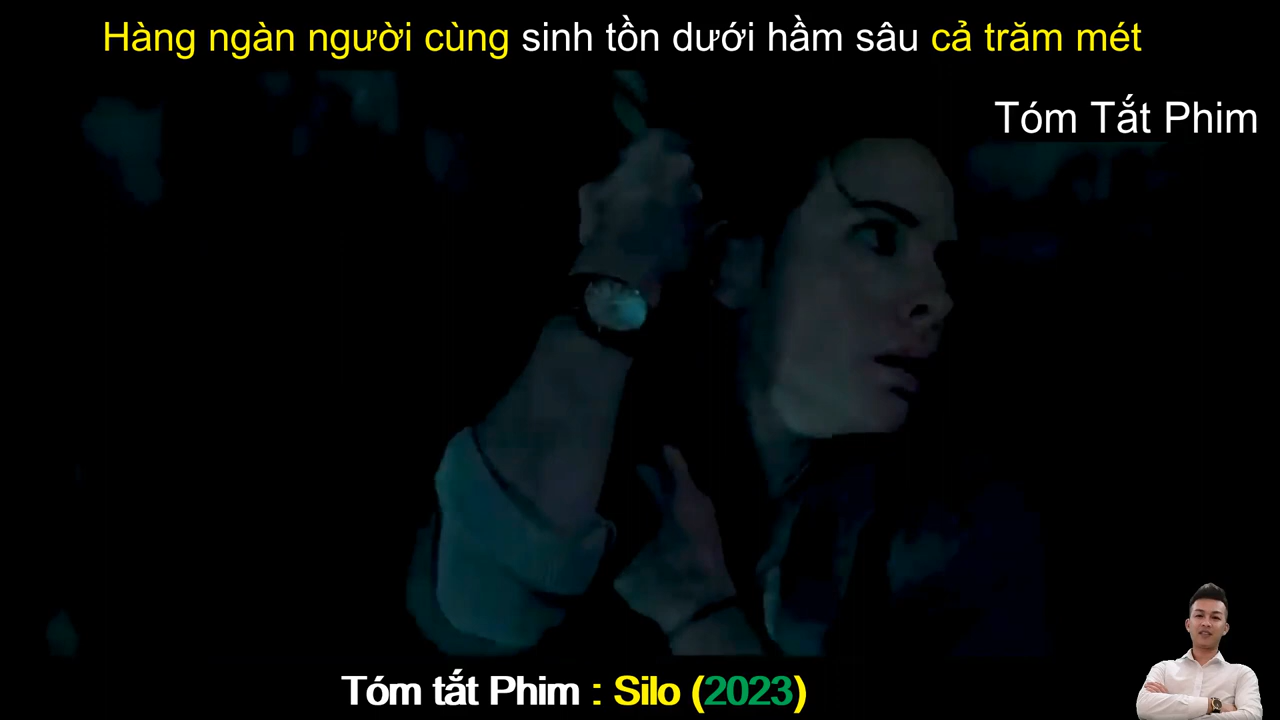 Hàng ngàn người cùng sinh tồn dưới hầm sâu cả trăm mét
Tóm Tắt Phim
Tóm tắt Phim : Silo (2023)